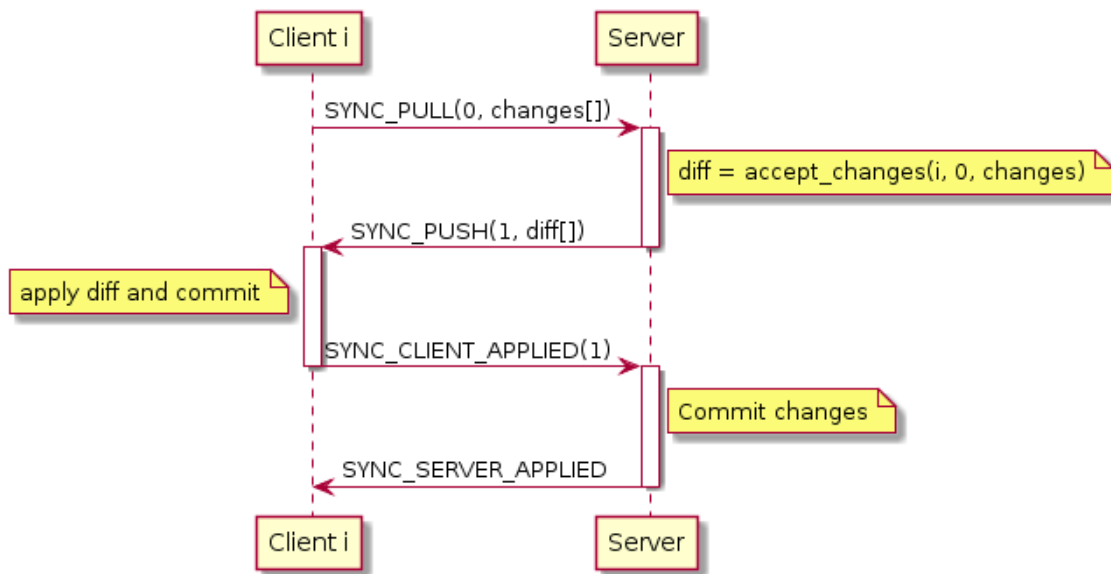 Client i
Server
SYNC_PULL(0, changes[])
diff = accept_changes(i, 0, changes)
SYNC_PUSH(1, diff[])
apply diff and commit
SYNC_CLIENT_APPLIED(1)
Commit changes
SYNC_SERVER_APPLIED
Client i
Server